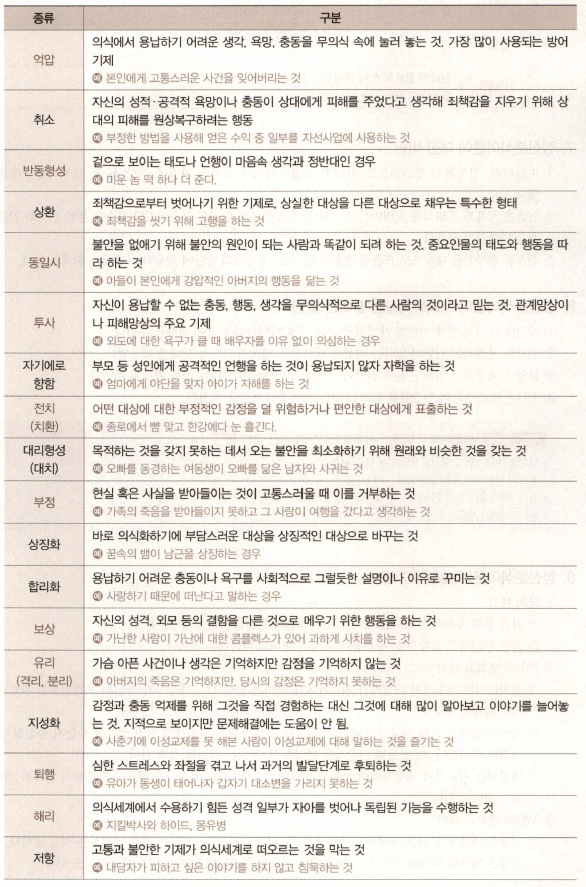 종류 구분
억압
의식에서 용납하기 어려운 생각, 욕망, 충동을 무의식 속에 눌러 놓는 것. 가장 많이 사용되는 방어
기제
예 본인에게 고통스러운 사건을 잊어버리는 것
취소
자신의 성적·공격적 욕망이나 충동이 상대에게 피해를 주었다고 생각해 죄책감을 지우기 위해 상
대의 피해를 원상복구하려는 행동
예 부정한 방법을 사용해 얻은 수익 중 일부를 자선사업에 사용하는 것
반동형성
겉으로 보이는 태도나 언행이 마음속 생각과 정반대인 경우
예 미운 놈 떡 하나 더 준다.
상환
죄책감으로부터 벗어나기 위한 기제로, 상실한 대상을 다른 대상으로 채우는 특수한 형태
예 죄책감을 씻기 위해 고행을 하는 것
동일시
불안을 없애기 위해 불안의 원인이 되는 사람과 똑같이 되려 하는 것. 중요인물의 태도와 행동을 따
라 하는 것
예 아들이 본인에게 강압적인 아버지의 행동을 닮는 것
투사
자신이 용납할 수 없는 충동, 행동, 생각을 무의식적으로 다른 사람의 것이라고 믿는 것. 관계망상이
나 피해망상의 주요 기제
예 외도에 대한 욕구가 클 때 배우자를 이유 없이 의심하는 경우
자기에로
향함
부모 등 성인에게 공격적인 언행을 하는 것이 용납되지 않자 자학을 하는 것
예 엄마에게 야단을 맞자 아이가 자해를 하는 것
전치
(치환)
어떤 대상에 대한 부정적인 감정을 덜 위험하거나 편안한 대상에게 표출하는 것
예 종로에서 뺨 맞고 한강에다 눈 흘긴다.
대리형성
(대치)
목적하는 것을 갖지 못하는 데서 오는 불안을 최소화하기 위해 원래와 비슷한 것을 갖는 것
예 오빠를 동경하는 여동생이 오빠를 닮은 남자와 사귀는 것
부정
현실 혹은 사실을 받아들이는 것이 고통스러울 때 이를 거부하는 것
예 가족의 죽음을 받아들이지 못하고 그 사람이 여행을 갔다고 생각하는 것
상징화
바로 의식화하기에 부담스러운 대상을 상징적인 대상으로 바꾸는 것
예 꿈속의 뱀이 남근을 상징하는 경우
합리화
용납하기 어려운 충동이나 욕구를 사회적으로 그럴듯한 설명이나 이유로 꾸미는 것
예 사랑하기 때문에 떠난다고 말하는 경우
보상
자신의 성격, 외모 등의 결함을 다른 것으로 메우기 위한 행동을 하는 것
예 가난한 사람이 가난에 대한 콤플렉스가 있어 과하게 사치를 하는 것
유리
(격리, 분리)
가슴 아픈 사건이나 생각은 기억하지만 감정을 기억하지 않는 것
예 아버지의 죽음은 기억하지만, 당시의 감정은 기억하지 못하는 것
지성화
감정과 충동 억제를 위해 그것을 직접 경험하는 대신 그것에 대해 많이 알아보고 이야기를 늘어놓
는 것. 지적으로 보이지만 문제해결에는 도움이 안 됨.
예 사춘기에 이성교제를 못 해본 사람이 이성교제에 대해 말하는 것을 즐기는 것
퇴행
심한 스트레스와 좌절을 겪고 나서 과거의 발달단계로 후퇴하는 것
예 유아가 동생이 태어나자 갑자기 대소변을 가리지 못하는 것
해리
의식세계에서 수용하기 힘든 성격 일부가 자아를 벗어나 독립된 기능을 수행하는 것
예 지킬박사와 하이드, 몽유병
저항
고통과 불안한 기제가 의식세계로 떠오르는 것을 막는 것
예 내담자가 피하고 싶은 이야기를 하지 않고 침묵하는 것